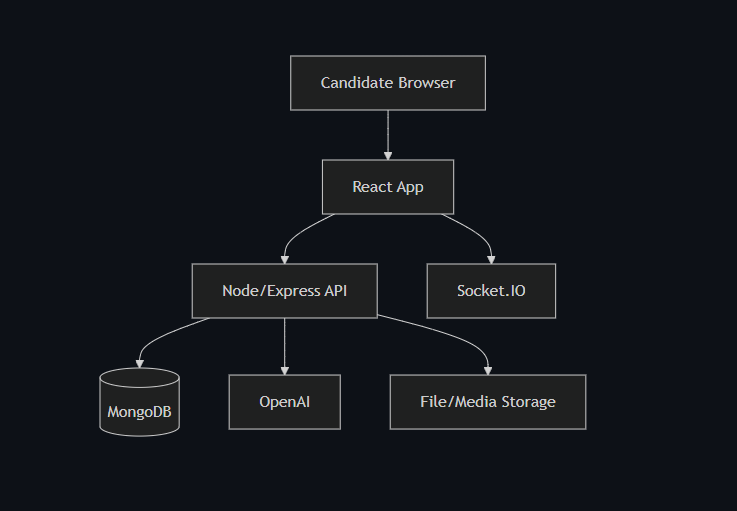 Candidate Browser
React App
Node/Express API
Socket.IO
MongoDB
OpenAI
File/Media Storage